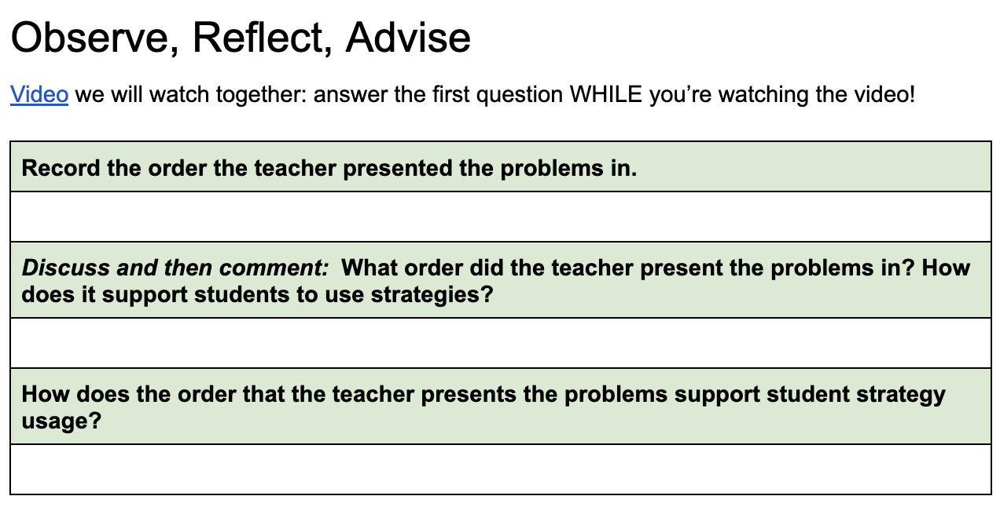 Observe, Reflect, Advise
Video we will watch together: answer the first question WHILE you’re watching the video!
Record the order the teacher presented the problems in.
Discuss and then comment:  What order did the teacher present the problems in? How
does it support students to use strategies?
How does the order that the teacher presents the problems support student strategy
usage?